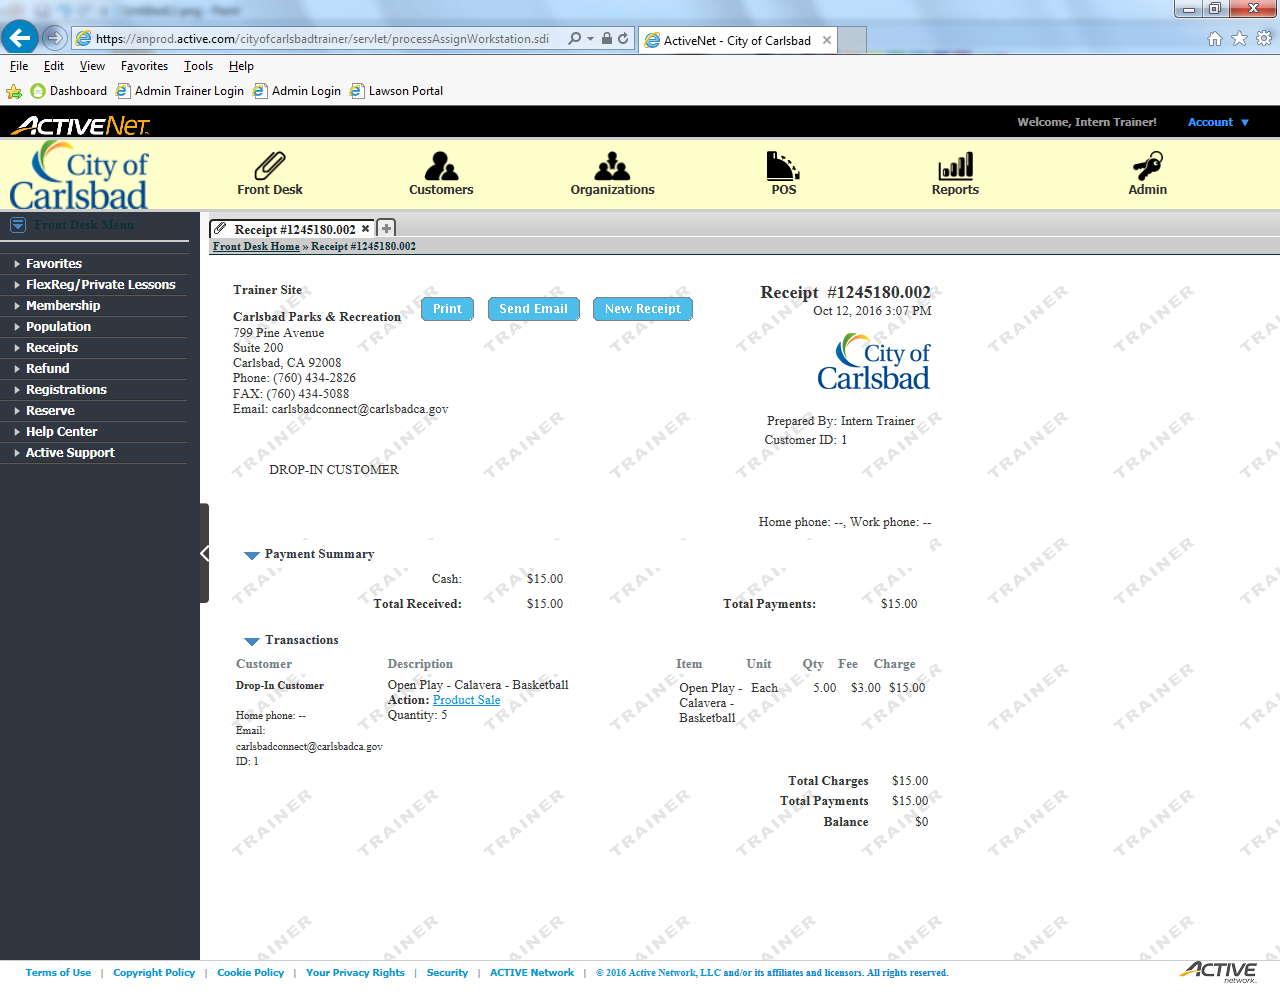 https://anprod.active.com/cityofcarlsbadtrainer/servlet/processAssignWorkstation.sdi
ActiveNet - City of Carlsbad
File Edit View Favorites Tools Help
Dashboard Admin Trainer Login Admin Login Lawson Portal
ACTIVENET
Welcome, Intern Trainer! Account
City of Carlsbad
Front Desk Customers Organizations POS Reports Admin
Front Desk Menu
Favorites
FlexReg/Private Lessons
Membership
Population
Receipts
Refund
Registrations
Reserve
Help Center
Active Support
Receipt #1245180.002
Front Desk Home » Receipt #1245180.002
Trainer Site
Carlsbad Parks & Recreation
799 Pine Avenue
Suite 200
Carlsbad, CA 92008
Phone: (760) 434-2826
FAX: (760) 434-5088
Email: carlsbadconnect@carlsbadca.gov
Print Send Email New Receipt
Receipt #1245180.002
Oct 12, 2016 3:07 PM
City of Carlsbad
Prepared By: Intern Trainer
Customer ID: 1
DROP-IN CUSTOMER
Home phone: --, Work phone: --
Payment Summary
Cash: $15.00
Total Received: $15.00 Total Payments: $15.00
Transactions
Customer Description Item Unit Qty Fee Charge
Drop-In Customer
Home phone: --
Email:
carlsbadconnect@carlsbadca.gov
ID: 1
Open Play - Calavera - Basketball
Action: Product Sale
Quantity: 5
Open Play - Calavera - Basketball Each 5.00 $3.00 $15.00
Total Charges $15.00
Total Payments $15.00
Balance $0
TRAINER
Terms of Use | Copyright Policy | Cookie Policy | Your Privacy Rights | Security | ACTIVE Network | © 2016 Active Network, LLC and/or its affiliates and licensors. All rights reserved.
ACTIVE network